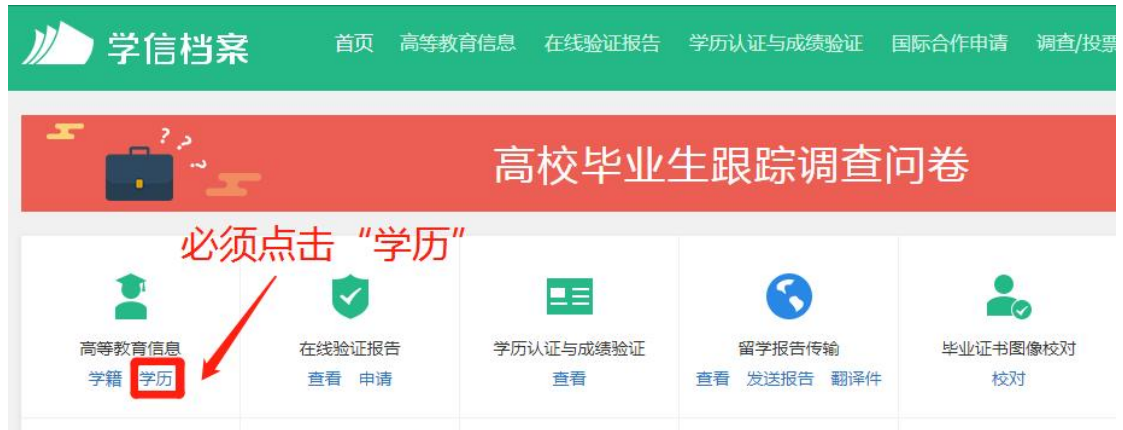 学信档案
首页 高等教育信息 在线验证报告 学历认证与成绩验证 国际合作申请 调查/投票
? ? ?
高校毕业生跟踪调查问卷
必须点击“学历”
高等教育信息 在线验证报告 学历认证与成绩验证 留学报告传输 毕业证书图像校对
学籍 学历 查看 申请 查看 查看 发送报告 翻译件 校对